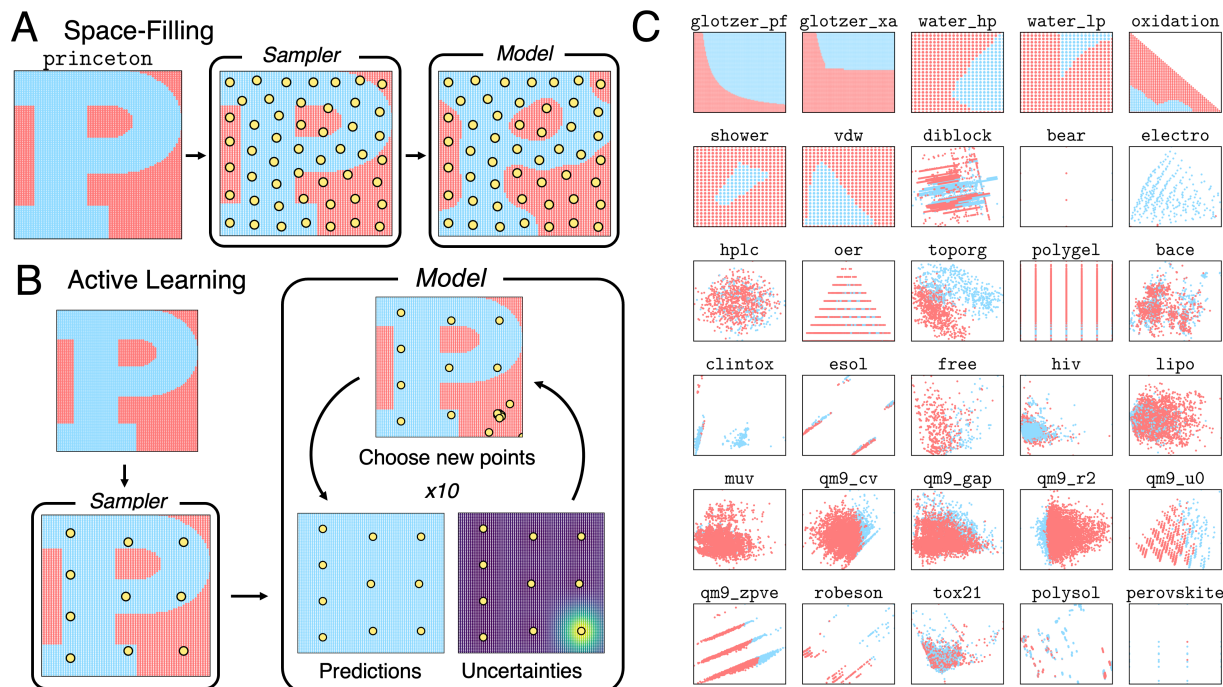 A Space-Filling
princeton
Sampler
Model
B Active Learning
Sampler
Model
Choose new points
x10
Predictions
Uncertainties
C
glotzer_pf glotzer_xa water_hp water_lp oxidation
shower vdw diblock bear electro
hplc oer toporg polygel bace
clintox esol free hiv lipo
muv qm9_cv qm9_gap qm9_r2 qm9_u0
qm9_zpve robeson tox21 polysol perovskite